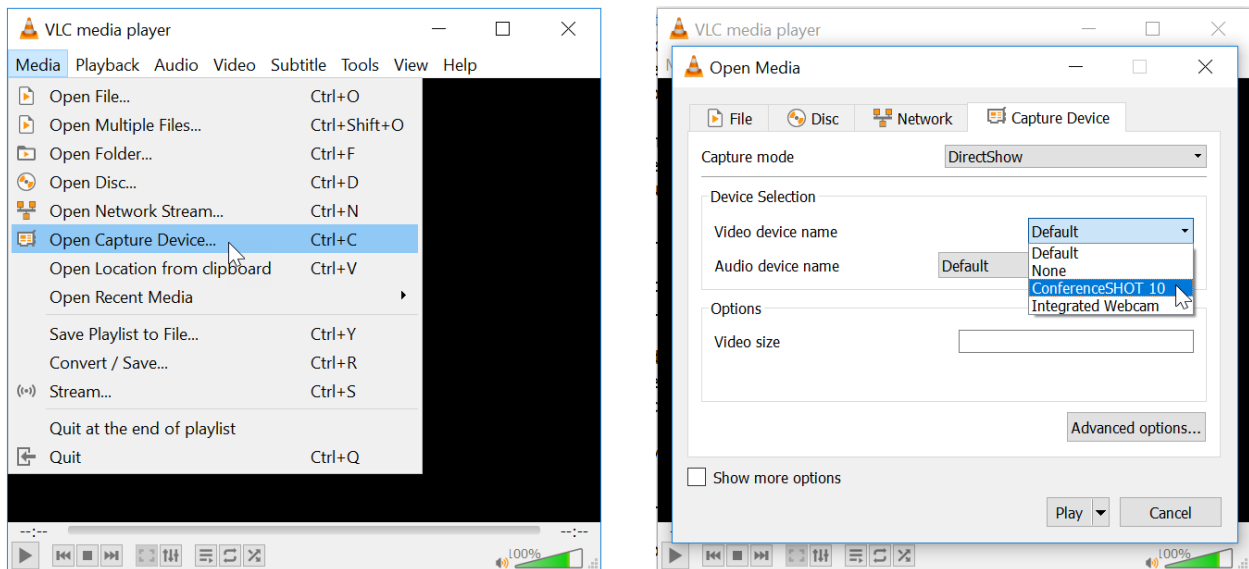 VLC media player
Media Playback Audio Video Subtitle Tools View Help
Open File... Ctrl+O
Open Multiple Files... Ctrl+Shift+O
Open Folder... Ctrl+F
Open Disc... Ctrl+D
Open Network Stream... Ctrl+N
Open Capture Device... Ctrl+C
Open Location from clipboard Ctrl+V
Open Recent Media
Save Playlist to File... Ctrl+Y
Convert / Save... Ctrl+R
Stream... Ctrl+S
Quit at the end of playlist
Quit Ctrl+Q
--:-- --:--
100%
VLC media player
Open Media
File Disc Network Capture Device
Capture mode DirectShow
Device Selection
Video device name Default
Default
None
Audio device name Default
ConferenceSHOT 10
Integrated Webcam
Options
Video size
Advanced options...
Show more options
Play Cancel
100%